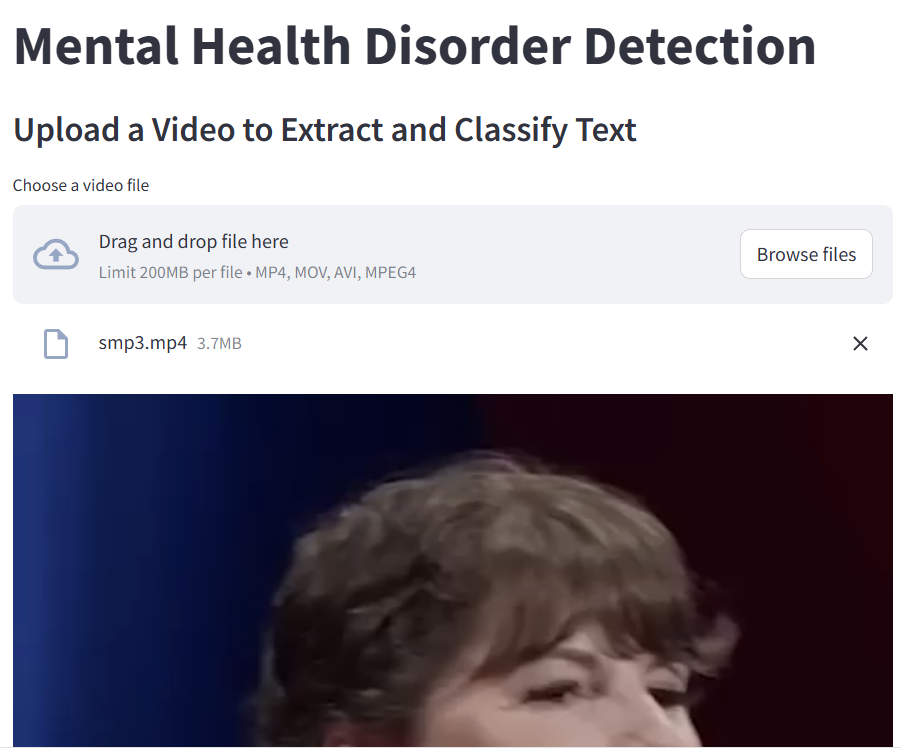 Mental Health Disorder Detection
Upload a Video to Extract and Classify Text
Choose a video file
Drag and drop file here
Limit 200MB per file • MP4, MOV, AVI, MPEG4
Browse files
smp3.mp4 3.7MB